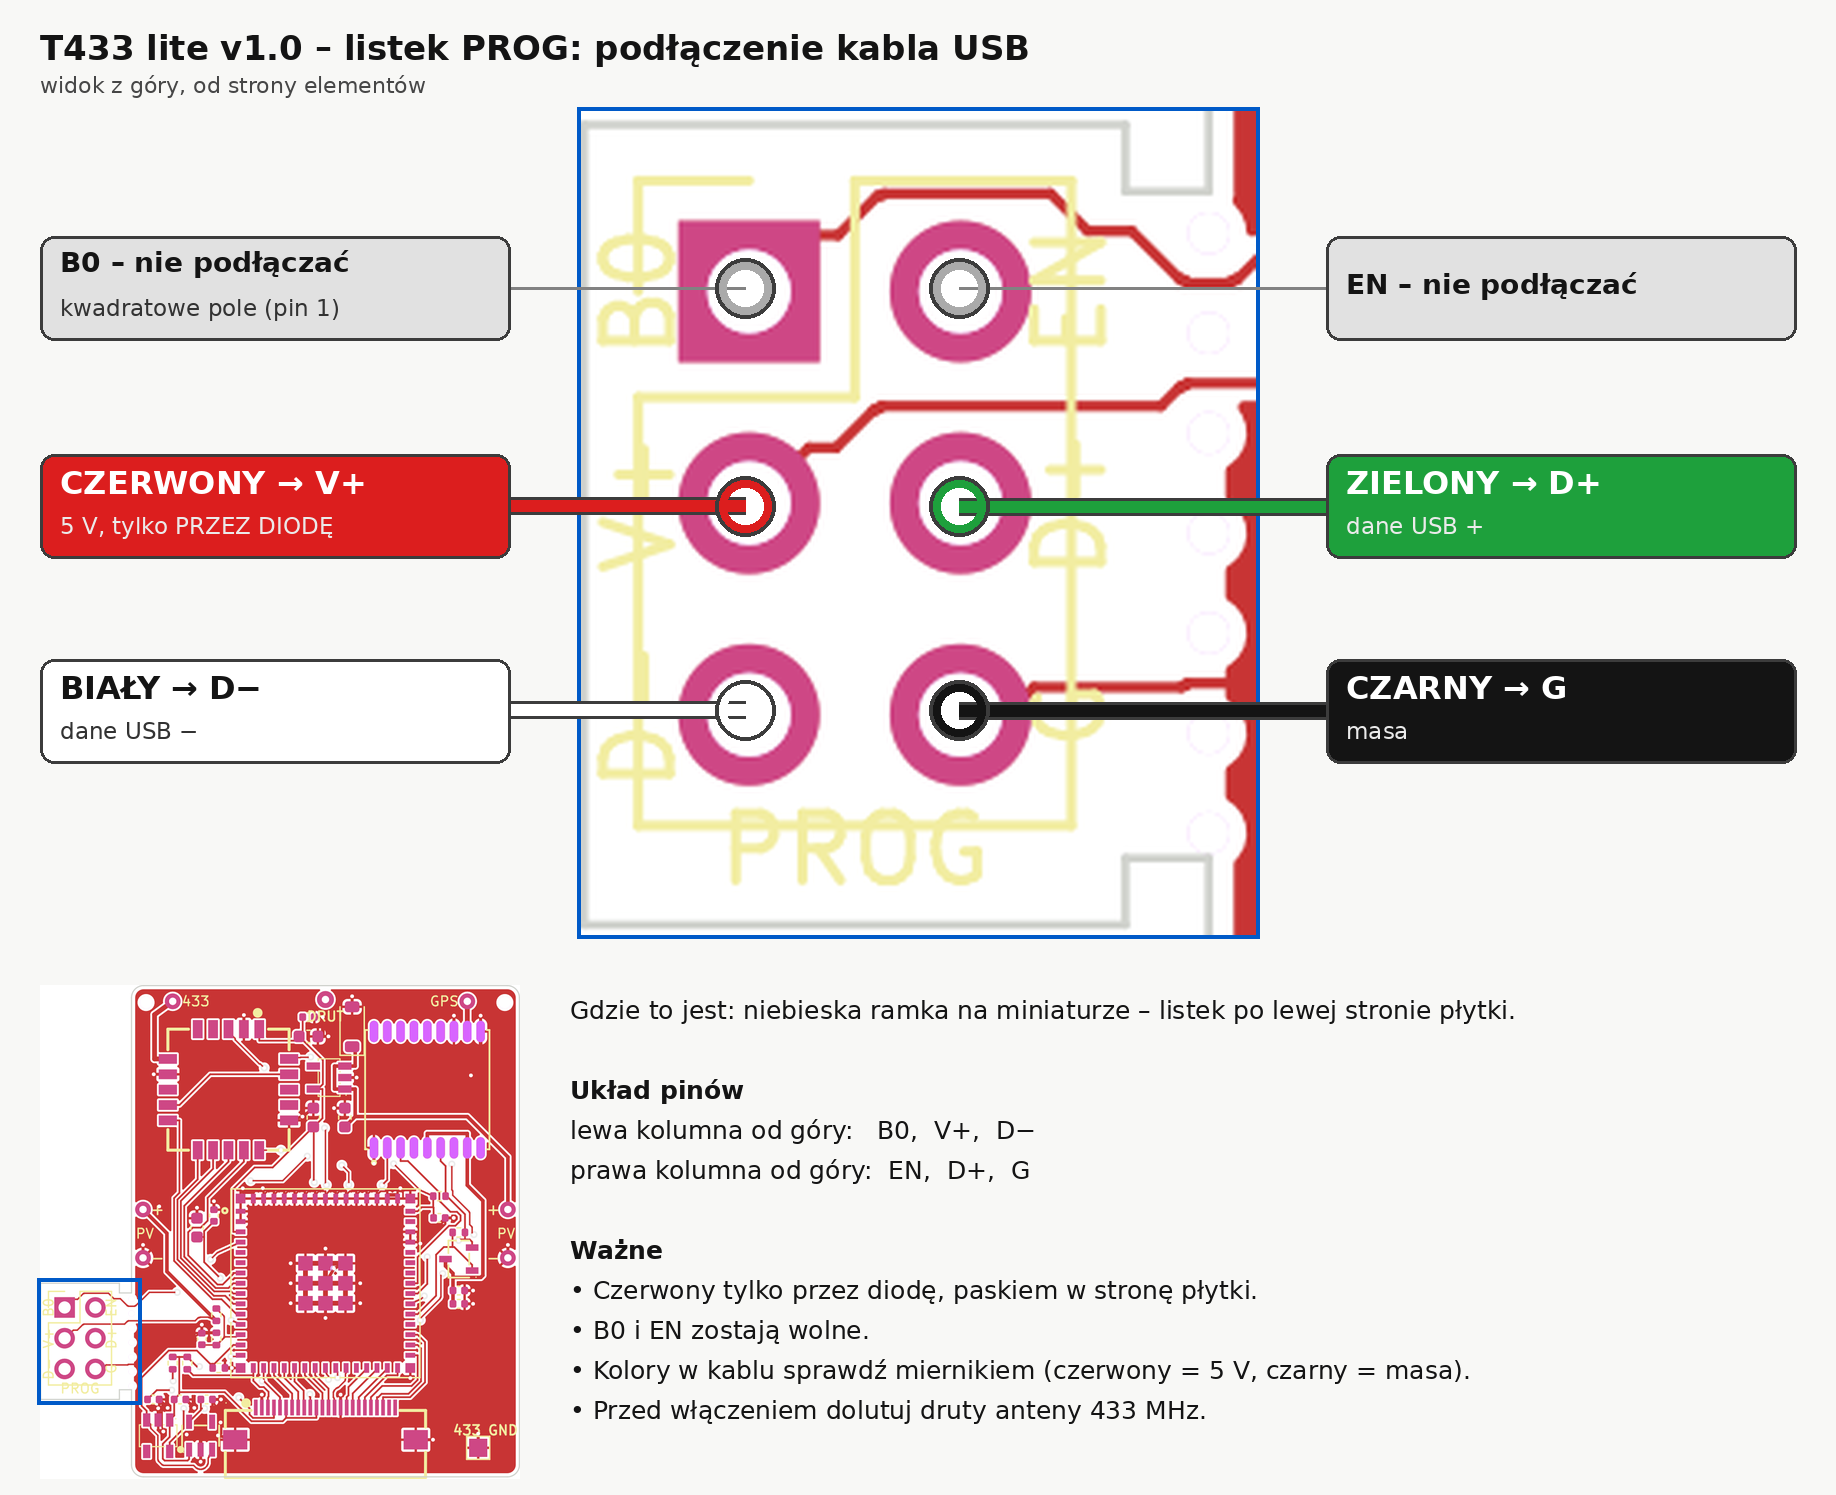 T433 lite v1.0 – listek PROG: podłączenie kabla USB
widok z góry, od strony elementów
B0 – nie podłączać
kwadratowe pole (pin 1)
EN – nie podłączać
B0
EN
CZERWONY → V+
5 V, tylko PRZEZ DIODĘ
ZIELONY → D+
dane USB +
V+
D+
BIAŁY → D−
dane USB −
CZARNY → G
masa
D−
G
PROG
433
DRUT
GPS
+
+
PV
PV
−
−
B0
EN
V+
D+
D−
G
PROG
433 GND
Gdzie to jest: niebieska ramka na miniaturze – listek po lewej stronie płytki.
Układ pinów
lewa kolumna od góry: B0, V+, D−
prawa kolumna od góry: EN, D+, G
Ważne
• Czerwony tylko przez diodę, paskiem w stronę płytki.
• B0 i EN zostają wolne.
• Kolory w kablu sprawdź miernikiem (czerwony = 5 V, czarny = masa).
• Przed włączeniem dolutuj druty anteny 433 MHz.